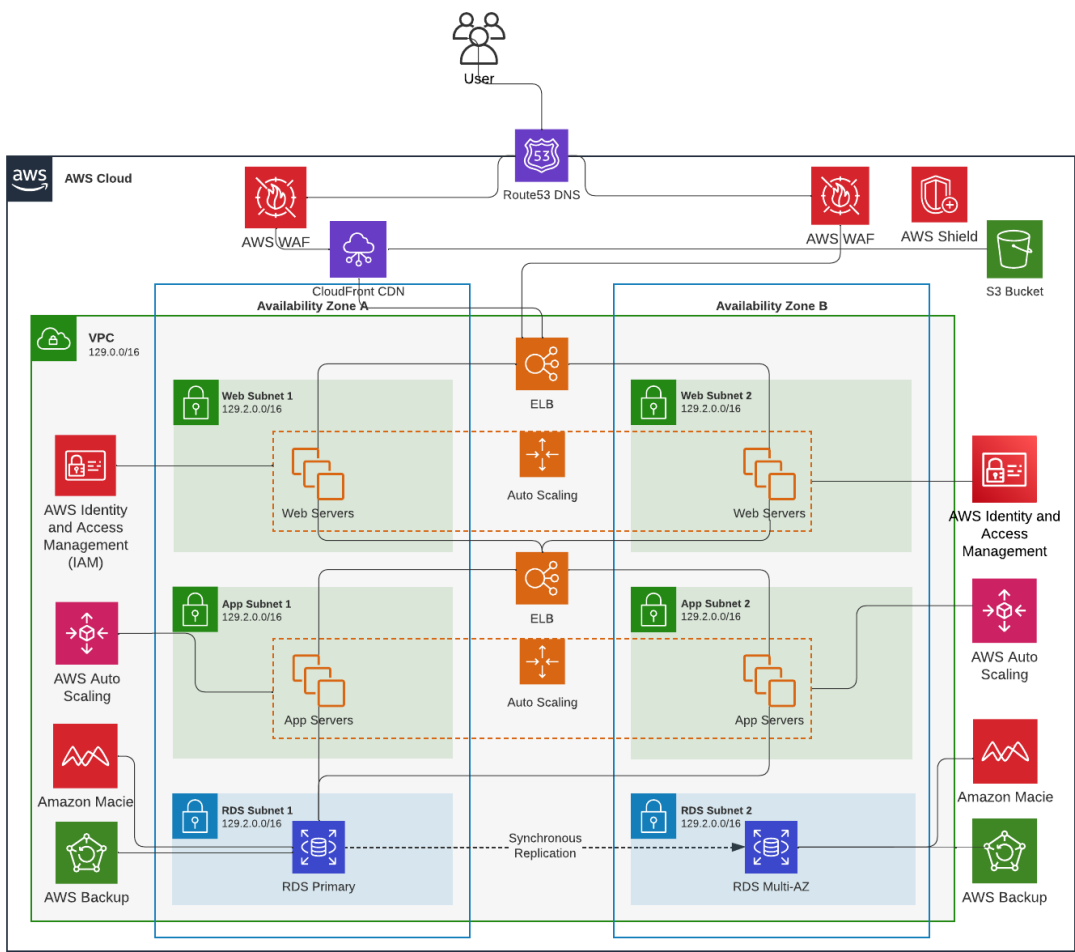 User
53
Route53 DNS
aws
AWS Cloud
AWS WAF
AWS WAF
AWS Shield
CloudFront CDN
S3 Bucket
Availability Zone A
Availability Zone B
VPC
129.0.0/16
ELB
Web Subnet 1
129.2.0.0/16
Web Subnet 2
129.2.0.0/16
Auto Scaling
Web Servers
Web Servers
AWS Identity
and Access
Management
(IAM)
AWS Identity and
Access
Management
ELB
App Subnet 1
129.2.0.0/16
App Subnet 2
129.2.0.0/16
AWS Auto
Scaling
AWS Auto
Scaling
Auto Scaling
App Servers
App Servers
Amazon Macie
Amazon Macie
RDS Subnet 1
129.2.0.0/16
RDS Subnet 2
129.2.0.0/16
Synchronous
Replication
RDS Primary
RDS Multi-AZ
AWS Backup
AWS Backup